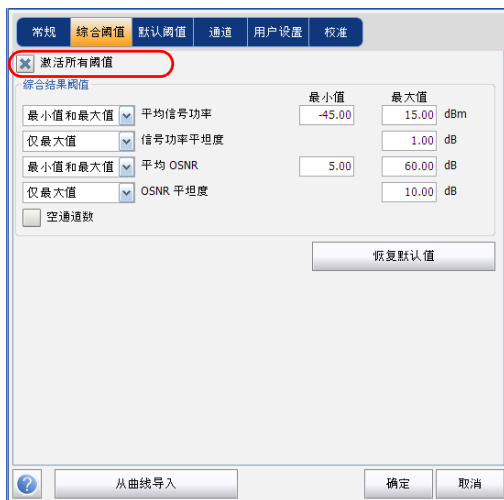 常规 综合阈值 默认阈值 通道 用户设置 校准
激活所有阈值
综合结果阈值
最小值 最大值
最小值和最大值 平均信号功率 -45.00 15.00 dBm
仅最大值 信号功率平坦度 1.00 dB
最小值和最大值 平均 OSNR 5.00 60.00 dB
仅最大值 OSNR 平坦度 10.00 dB
空通道数
恢复默认值
? 从曲线导入 确定 取消